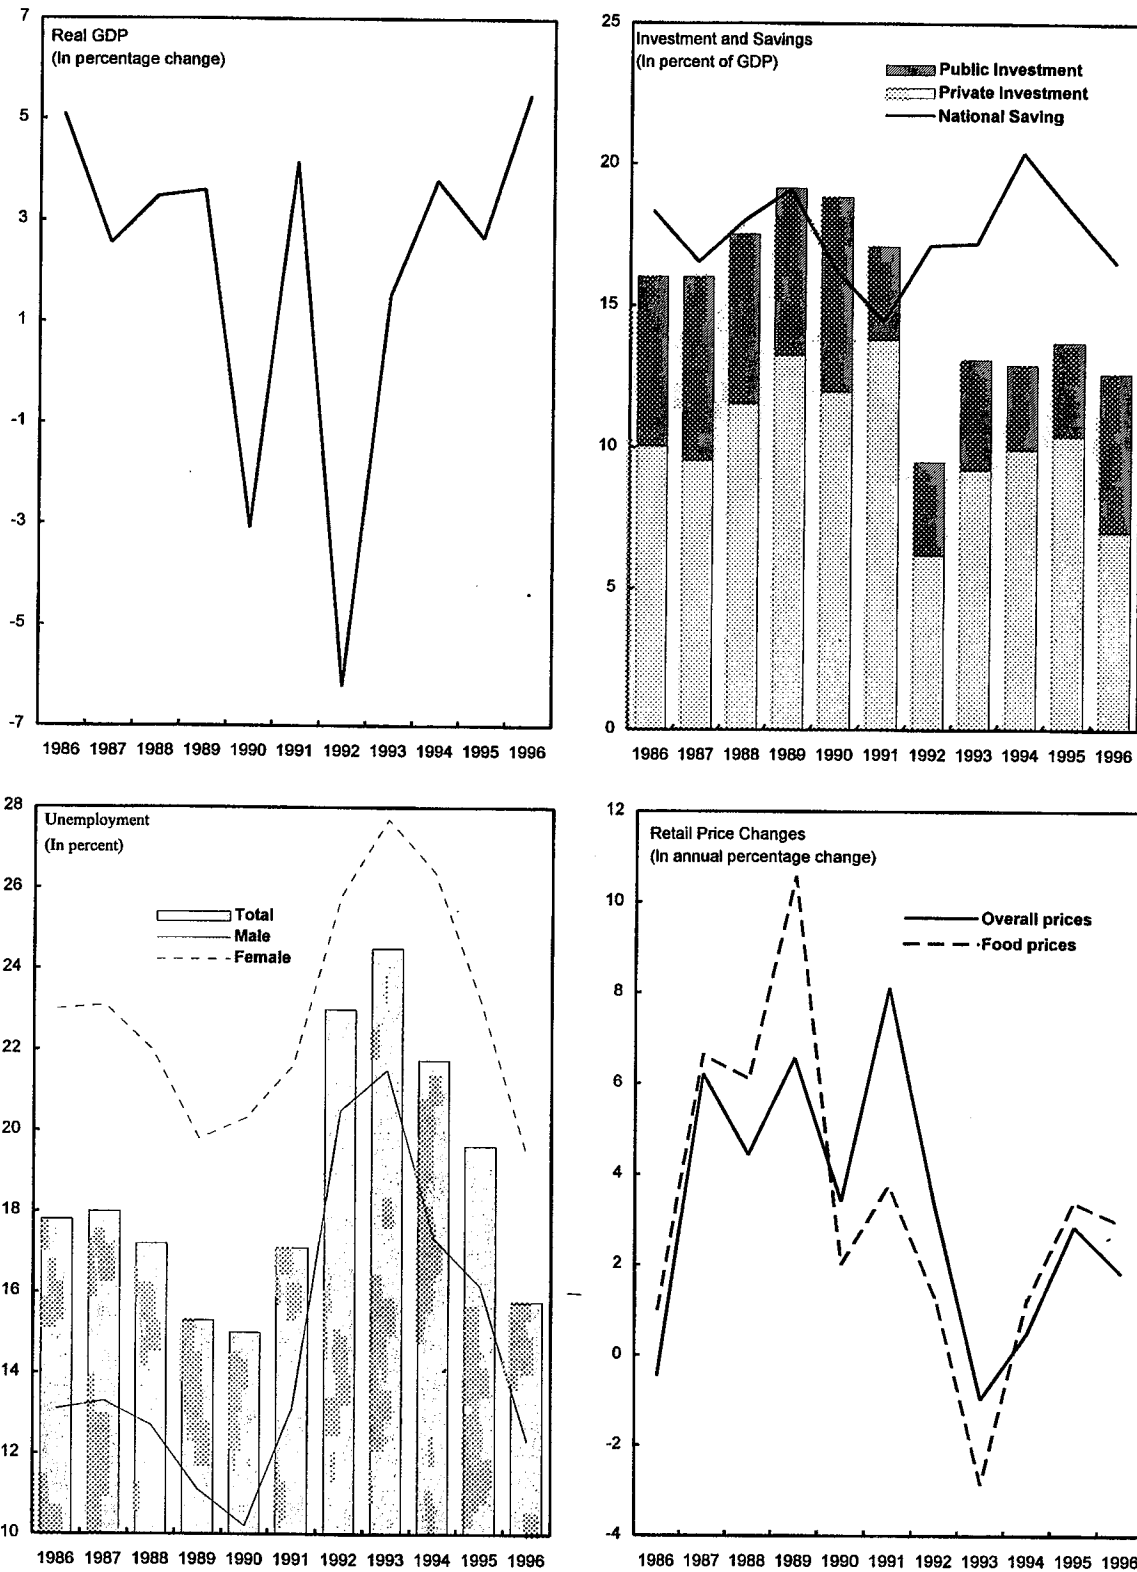 Real GDP
(In percentage change)
7
5
3
1
-1
-3
-5
-7
1986 1987 1988 1989 1990 1991 1992 1993 1994 1995 1996
Investment and Savings
(In percent of GDP)
Public Investment
Private Investment
National Saving
25
20
15
10
5
0
1986 1987 1988 1989 1990 1991 1992 1993 1994 1995 1996
Unemployment
(In percent)
Total
Male
Female
28
26
24
22
20
18
16
14
12
10
1986 1987 1988 1989 1990 1991 1992 1993 1994 1995 1996
Retail Price Changes
(In annual percentage change)
Overall prices
Food prices
12
10
8
6
4
2
0
-2
-4
1986 1987 1988 1989 1990 1991 1992 1993 1994 1995 1996